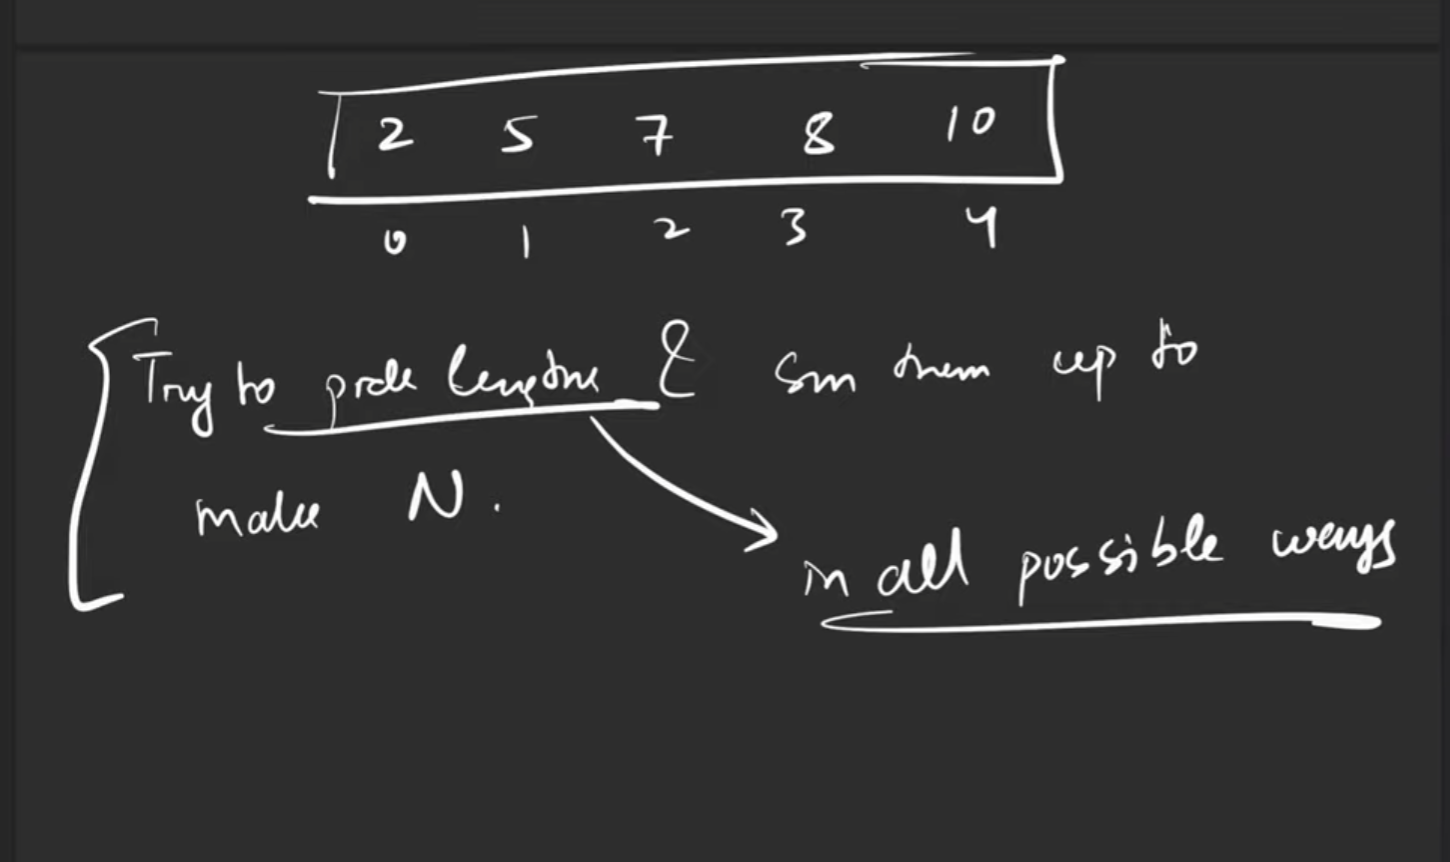 2 5 7 8 10
0 1 2 3 4
Try to pick lengths & sum them up to
make N.
in all possible ways